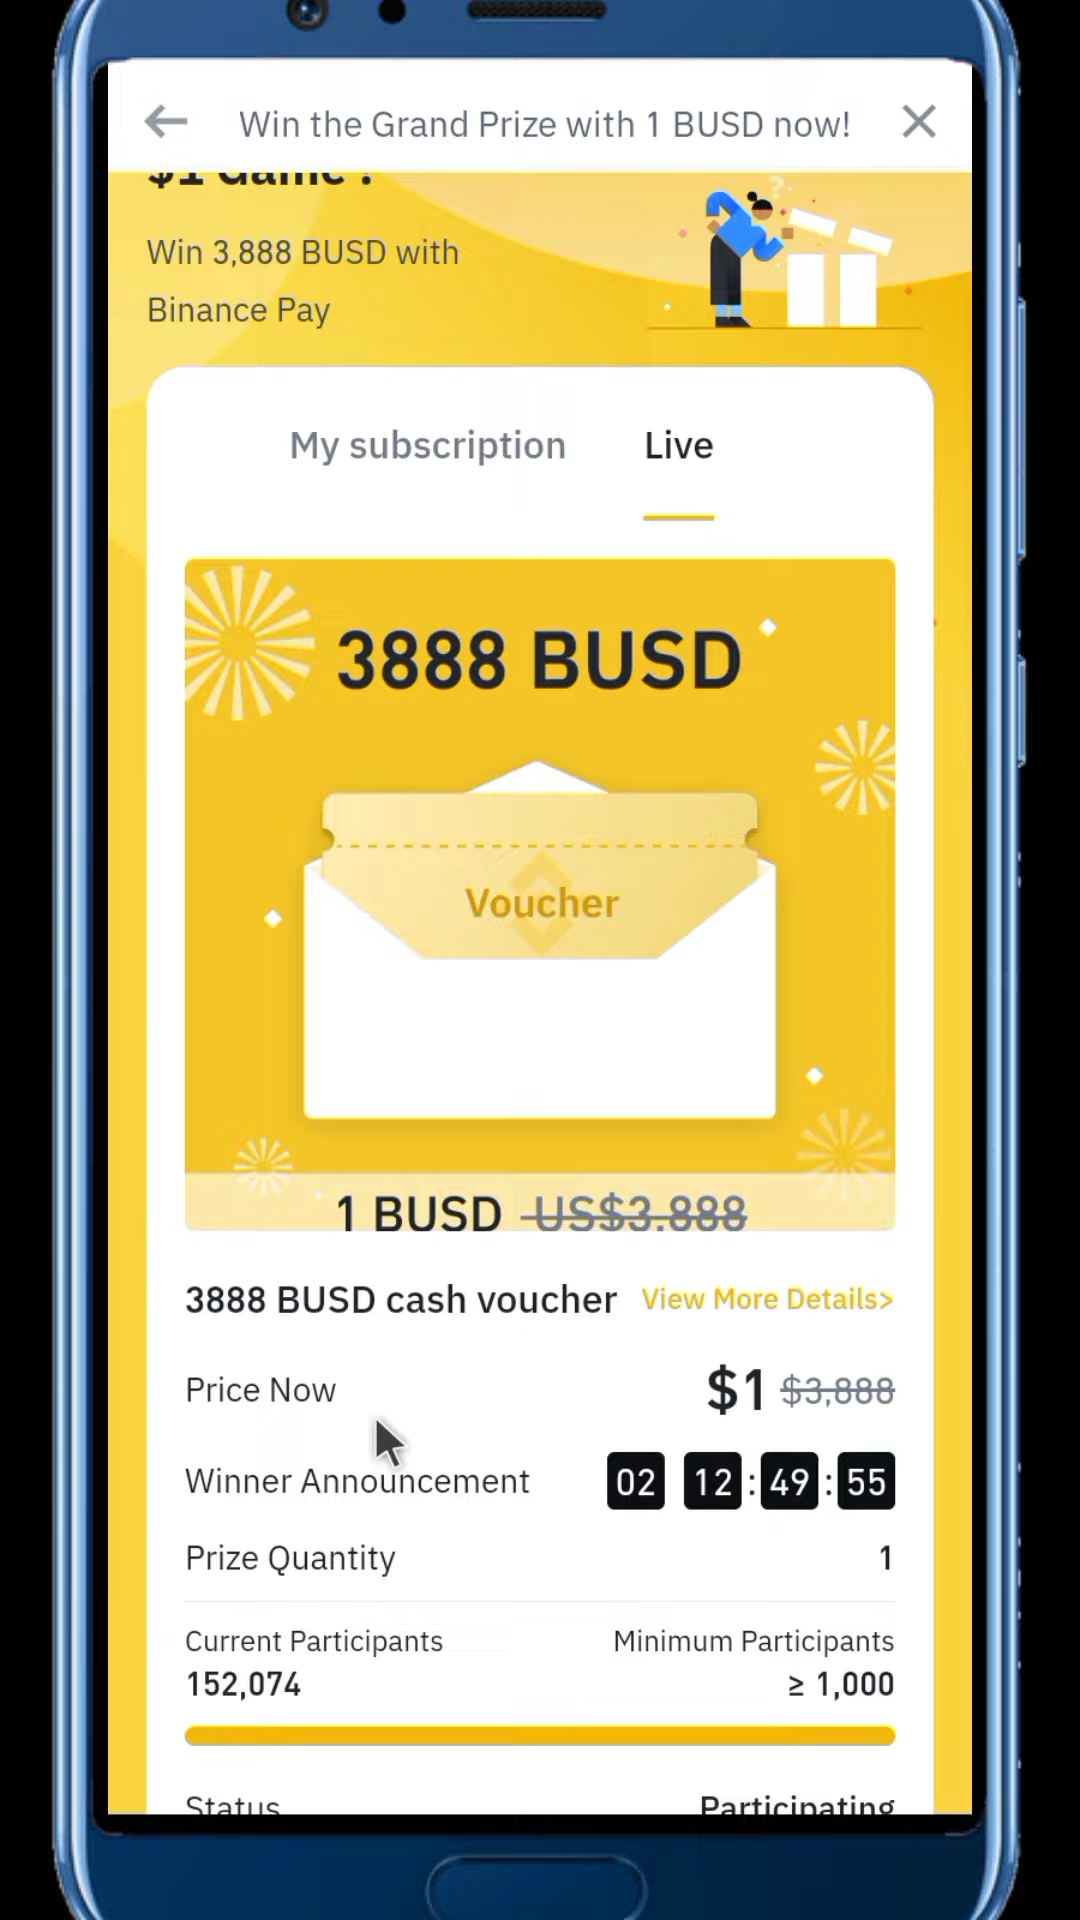 Win the Grand Prize with 1 BUSD now!
$1 Game !
Win 3,888 BUSD with
Binance Pay
My subscription
Live
3888 BUSD
Voucher
1 BUSD US$3.888
3888 BUSD cash voucher View More Details>
Price Now $1 $3,888
Winner Announcement 02 12:49:55
Prize Quantity 1
Current Participants Minimum Participants
152,074 ≥ 1,000
Status Participating